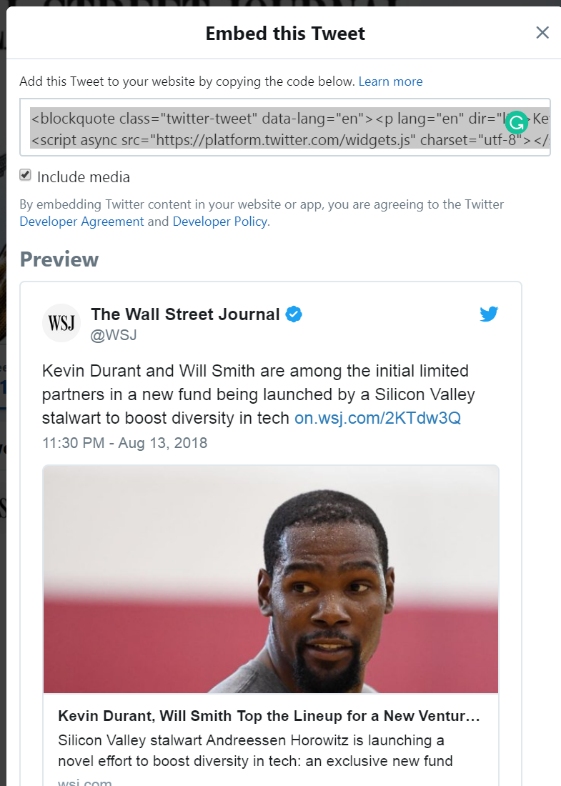 Embed this Tweet
Add this Tweet to your website by copying the code below. Learn more
<blockquote class="twitter-tweet" data-lang="en"><p lang="en" dir=" >Ke
<script async src="https://platform.twitter.com/widgets.js" charset="utf-8"></
Include media
By embedding Twitter content in your website or app, you are agreeing to the Twitter
Developer Agreement and Developer Policy.
Preview
WSJ
The Wall Street Journal
@WSJ
Kevin Durant and Will Smith are among the initial limited
partners in a new fund being launched by a Silicon Valley
stalwart to boost diversity in tech on.wsj.com/2KTdw3Q
11:30 PM - Aug 13, 2018
Kevin Durant, Will Smith Top the Lineup for a New Ventur...
Silicon Valley stalwart Andreessen Horowitz is launching a
novel effort to boost diversity in tech: an exclusive new fund
wsj.com